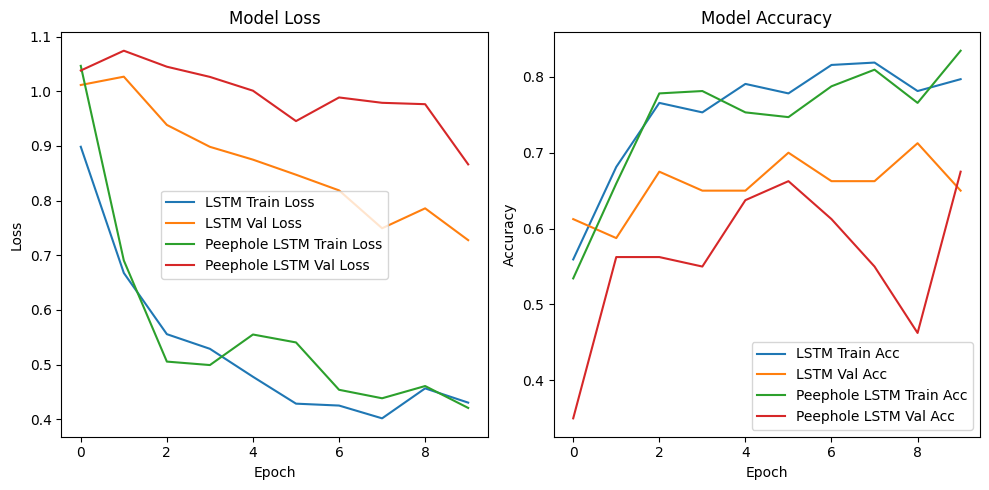 Model Loss
1.1
1.0
0.9
0.8
0.7
0.6
0.5
0.4
Loss
LSTM Train Loss
LSTM Val Loss
Peephole LSTM Train Loss
Peephole LSTM Val Loss
0 2 4 6 8
Epoch
Model Accuracy
0.8
0.7
0.6
0.5
0.4
Accuracy
LSTM Train Acc
LSTM Val Acc
Peephole LSTM Train Acc
Peephole LSTM Val Acc
0 2 4 6 8
Epoch